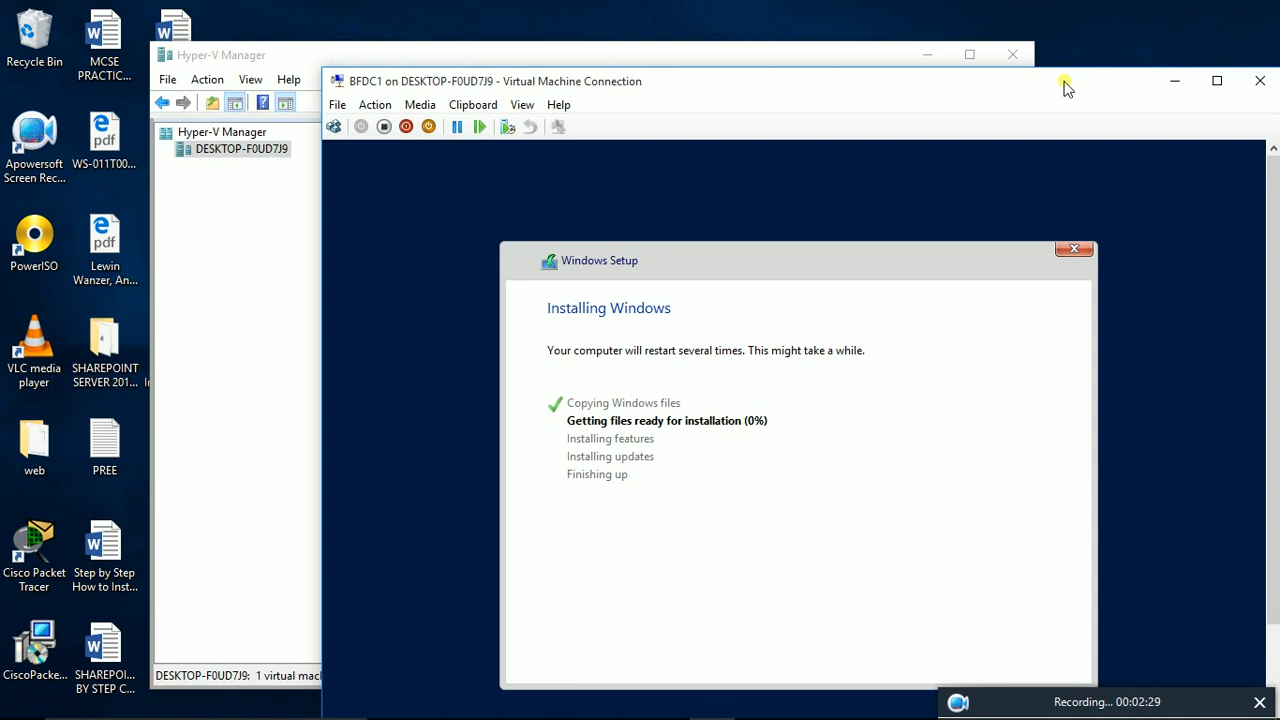 Recycle Bin
MCSE
PRACTIC...
Apowersoft
Screen Rec...
WS-011T00...
PowerISO
Lewin
Wanzer, An...
VLC media
player
SHAREPOINT
SERVER 201...
web
PREE
Cisco Packet
Tracer
Step by Step
How to Inst...
CiscoPacke...
SHAREPOI...
BY STEP C...
Hyper-V Manager
File Action View Help
Hyper-V Manager
DESKTOP-F0UD7J9
DESKTOP-F0UD7J9: 1 virtual mac
BFDC1 on DESKTOP-F0UD7J9 - Virtual Machine Connection
File Action Media Clipboard View Help
Windows Setup
Installing Windows
Your computer will restart several times. This might take a while.
Copying Windows files
Getting files ready for installation (0%)
Installing features
Installing updates
Finishing up
Recording... 00:02:29